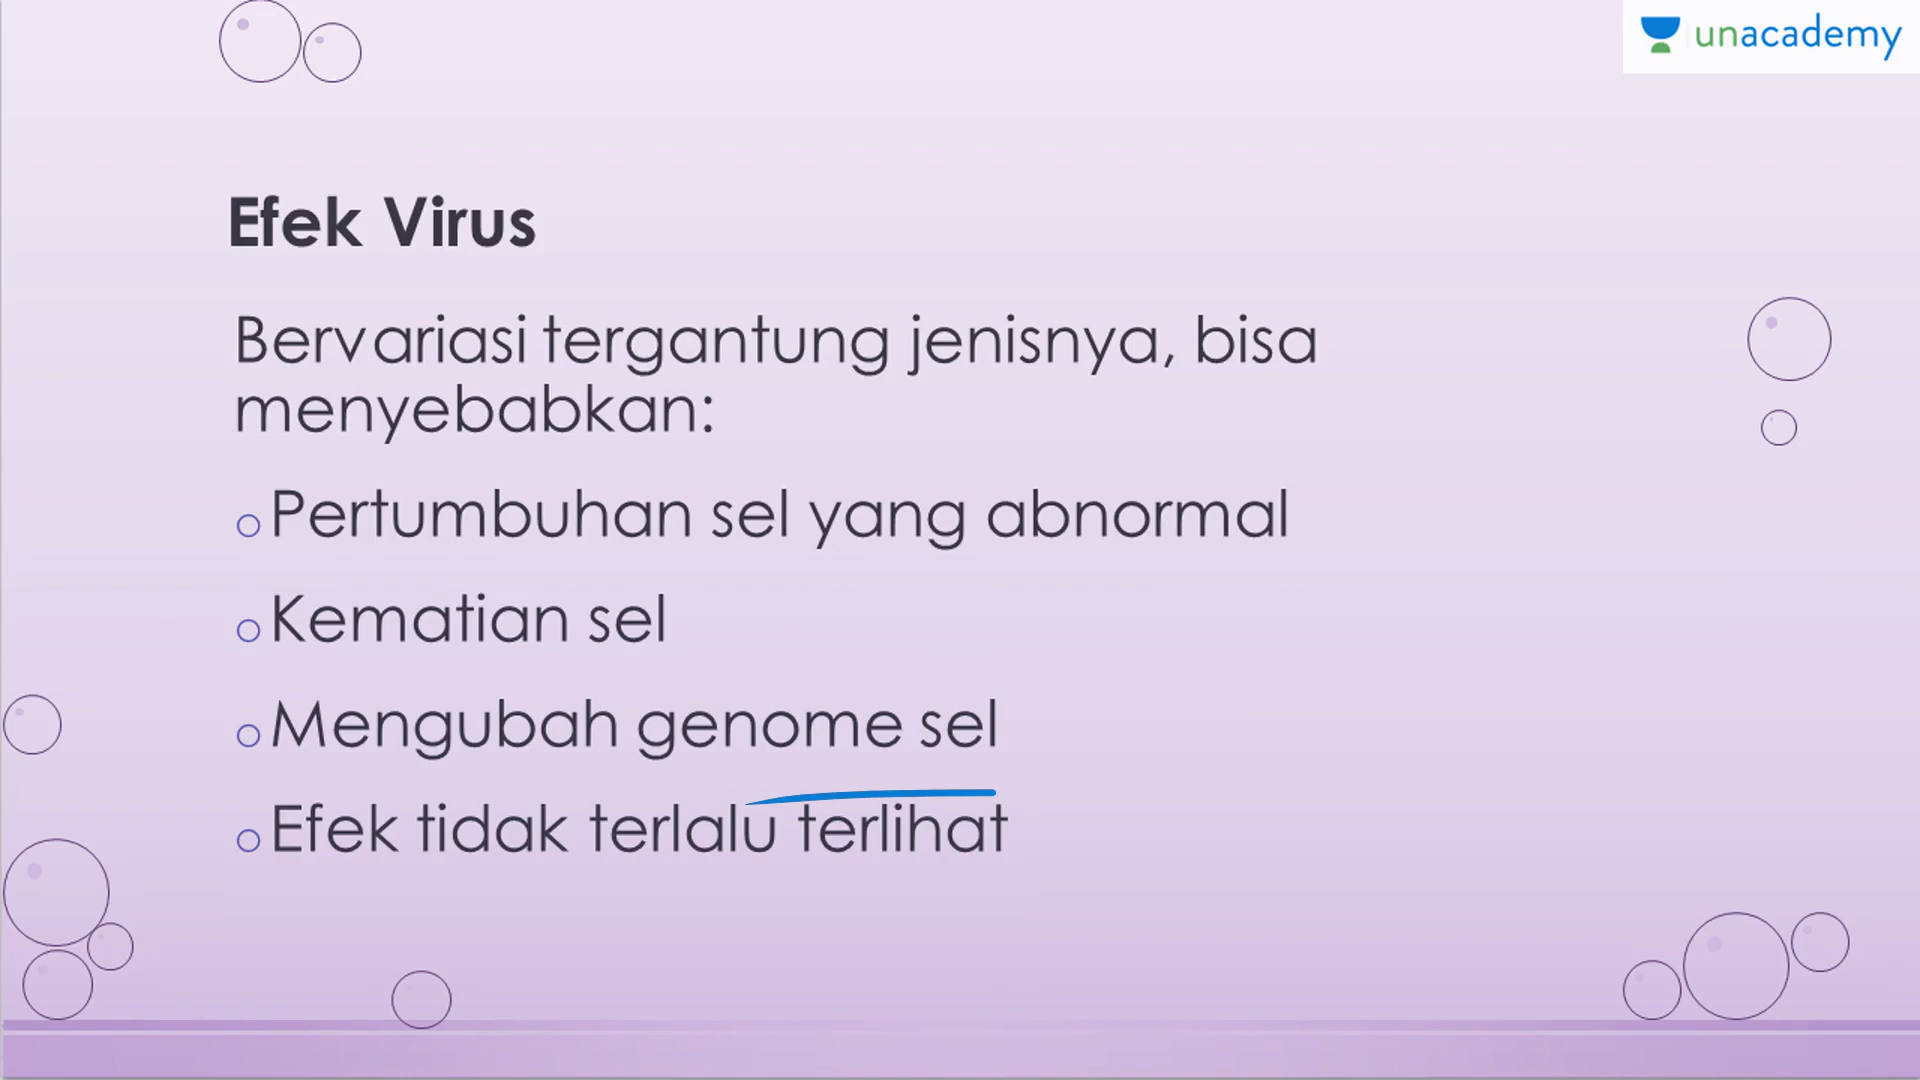 unacademy
Efek Virus
Bervariasi tergantung jenisnya, bisa
menyebabkan:
Pertumbuhan sel yang abnormal
Kematian sel
Mengubah genome sel
Efek tidak terlalu terlihat